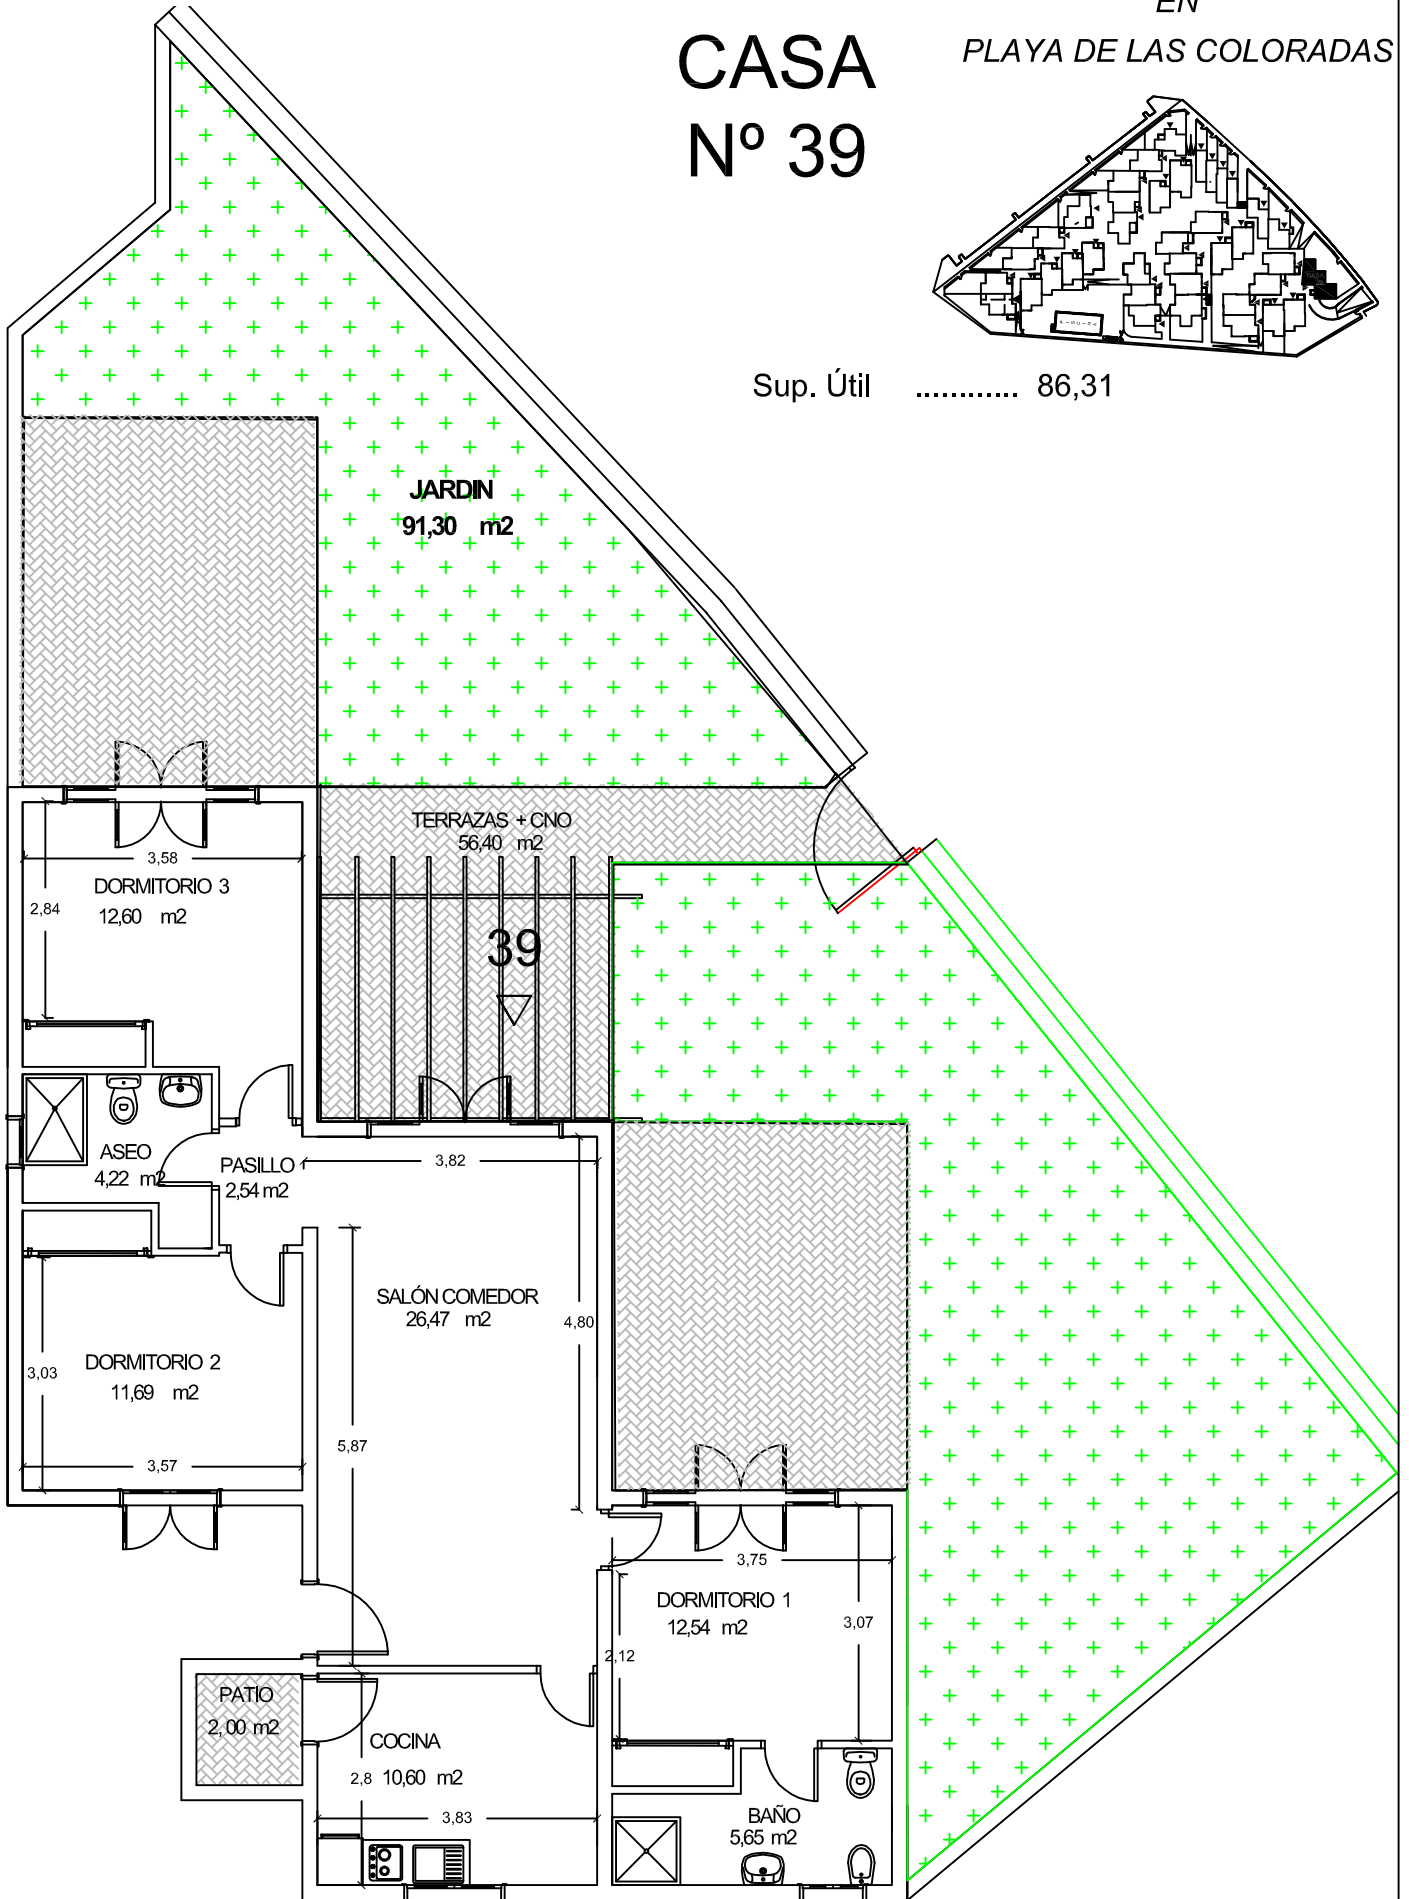 EN
PLAYA DE LAS COLORADAS
CASA
Nº 39
Sup. Útil ............ 86,31
JARDIN
91,30 m2
TERRAZAS + CNO
56,40 m2
3,58
DORMITORIO 3
12,60 m2
2,84
39
ASEO
4,22 m2
PASILLO
2,54 m2
3,82
SALÓN COMEDOR
26,47 m2
4,80
DORMITORIO 2
11,69 m2
3,03
5,87
3,57
3,75
DORMITORIO 1
12,54 m2
3,07
2,12
PATIO
2,00 m2
COCINA
2,8 10,60 m2
3,83
BAÑO
5,65 m2